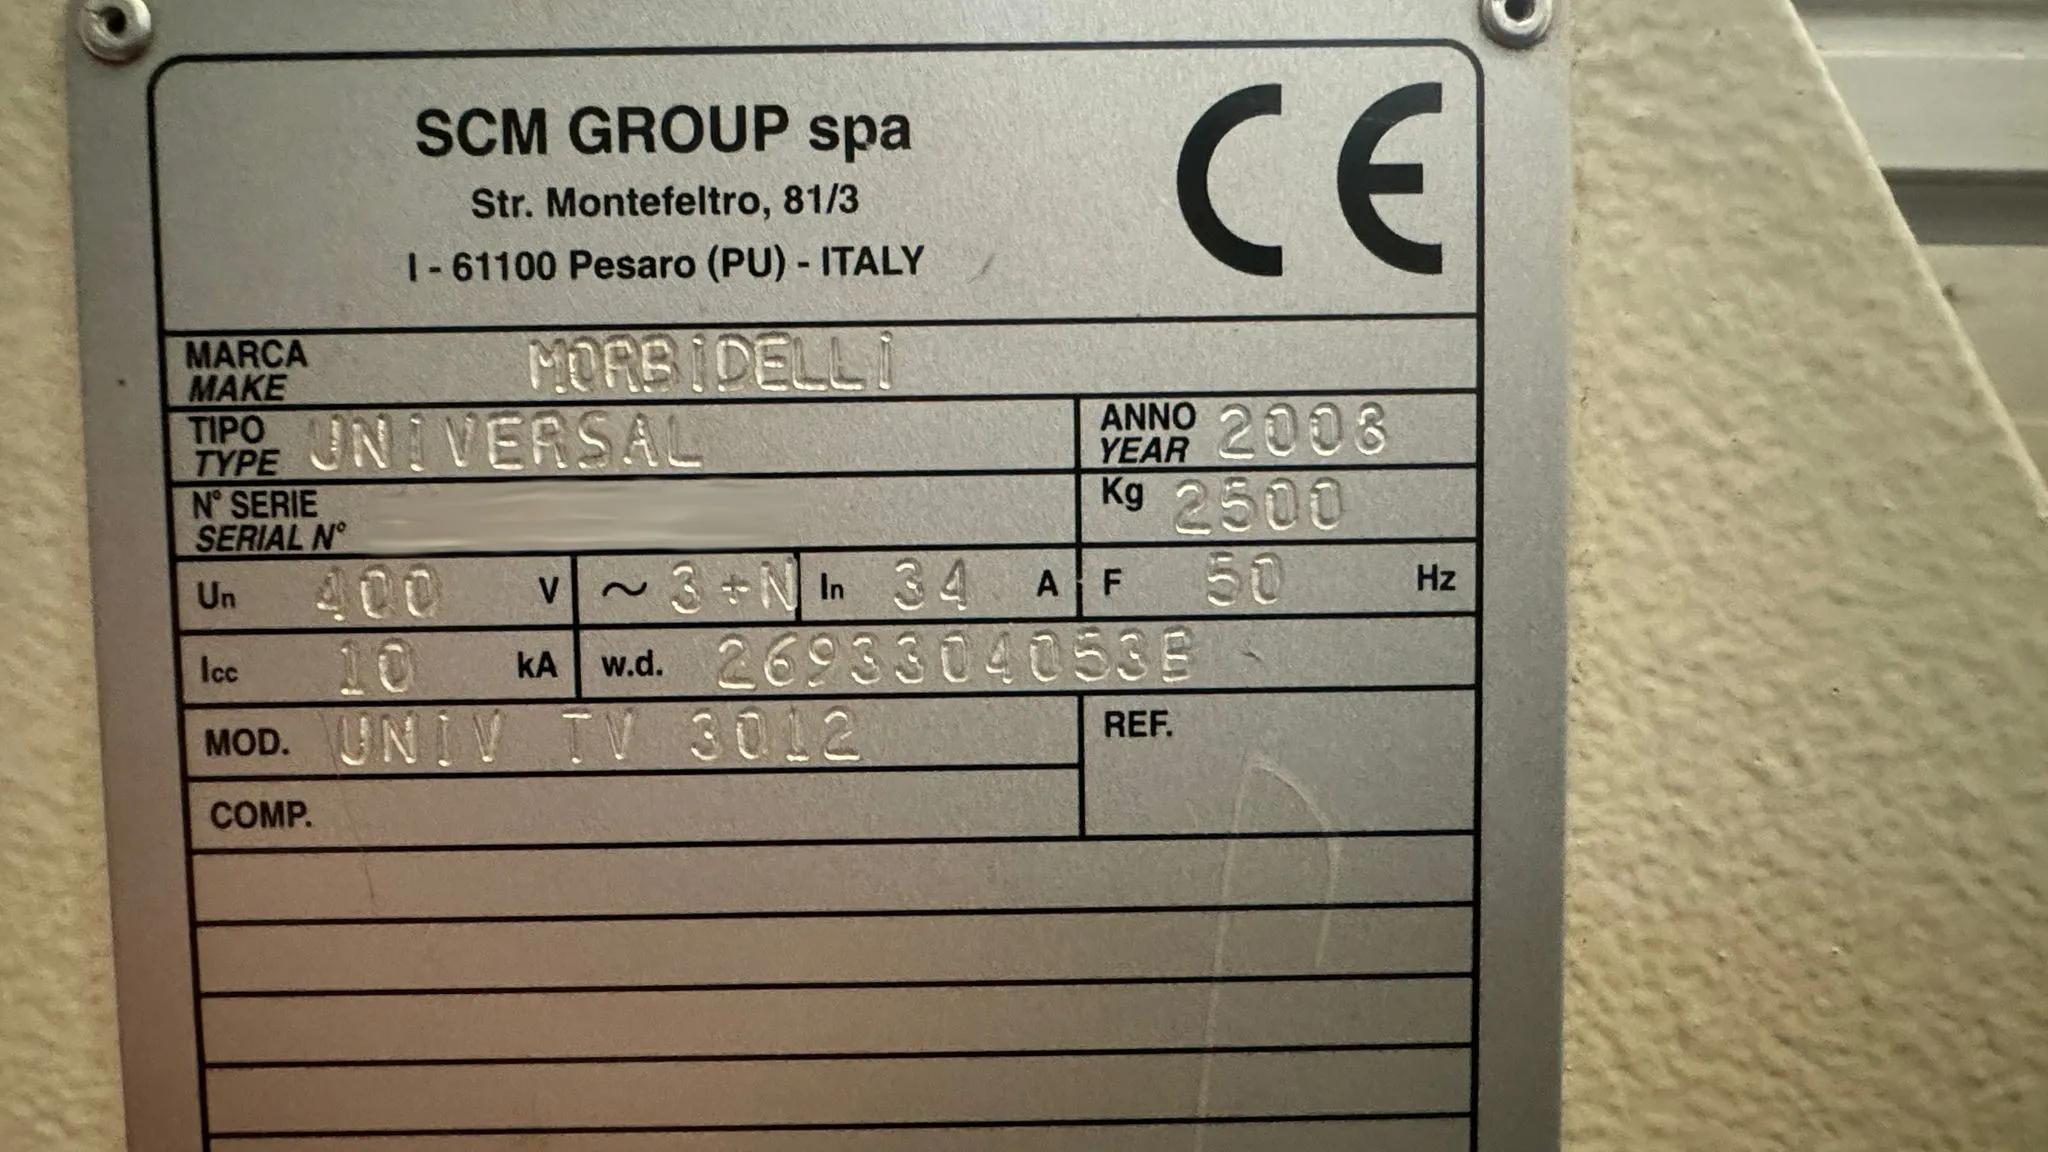 SCM GROUP spa
CE
Str. Montefeltro, 81/3
I - 61100 Pesaro (PU) - ITALY
MARCA
MAKE
MORBiDELLi
TIPO
TYPE
UNIVERSAL
ANNO
YEAR
2008
N° SERIE
SERIAL N°
Kg 2500
Un 400 V
~ 3+N
In 34 A
F 50 Hz
Icc 10 kA
w.d. 269330405
MOD. UNIV TV 3012
REF.
COMP.